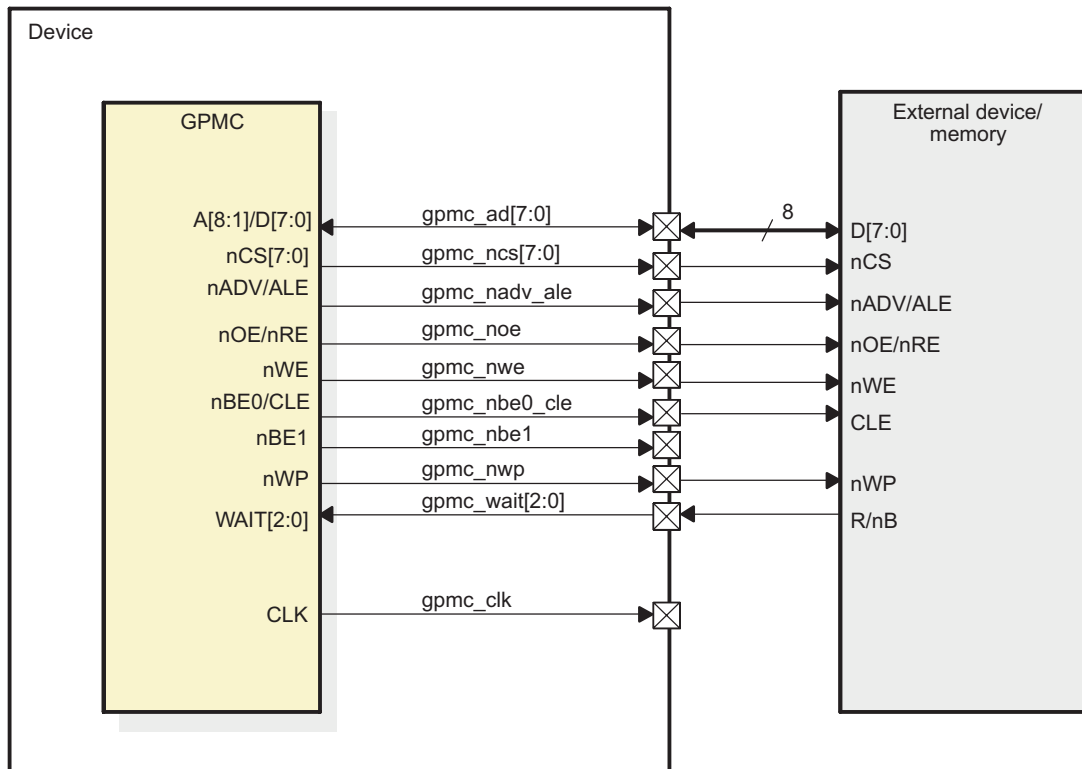 Device
GPMC
External device/
memory
A[8:1]/D[7:0]
gpmc_ad[7:0]
8
D[7:0]
nCS[7:0]
gpmc_ncs[7:0]
nCS
nADV/ALE
gpmc_nadv_ale
nADV/ALE
nOE/nRE
gpmc_noe
nOE/nRE
nWE
gpmc_nwe
nWE
nBE0/CLE
gpmc_nbe0_cle
CLE
nBE1
gpmc_nbe1
nWP
gpmc_nwp
nWP
WAIT[2:0]
gpmc_wait[2:0]
R/nB
CLK
gpmc_clk